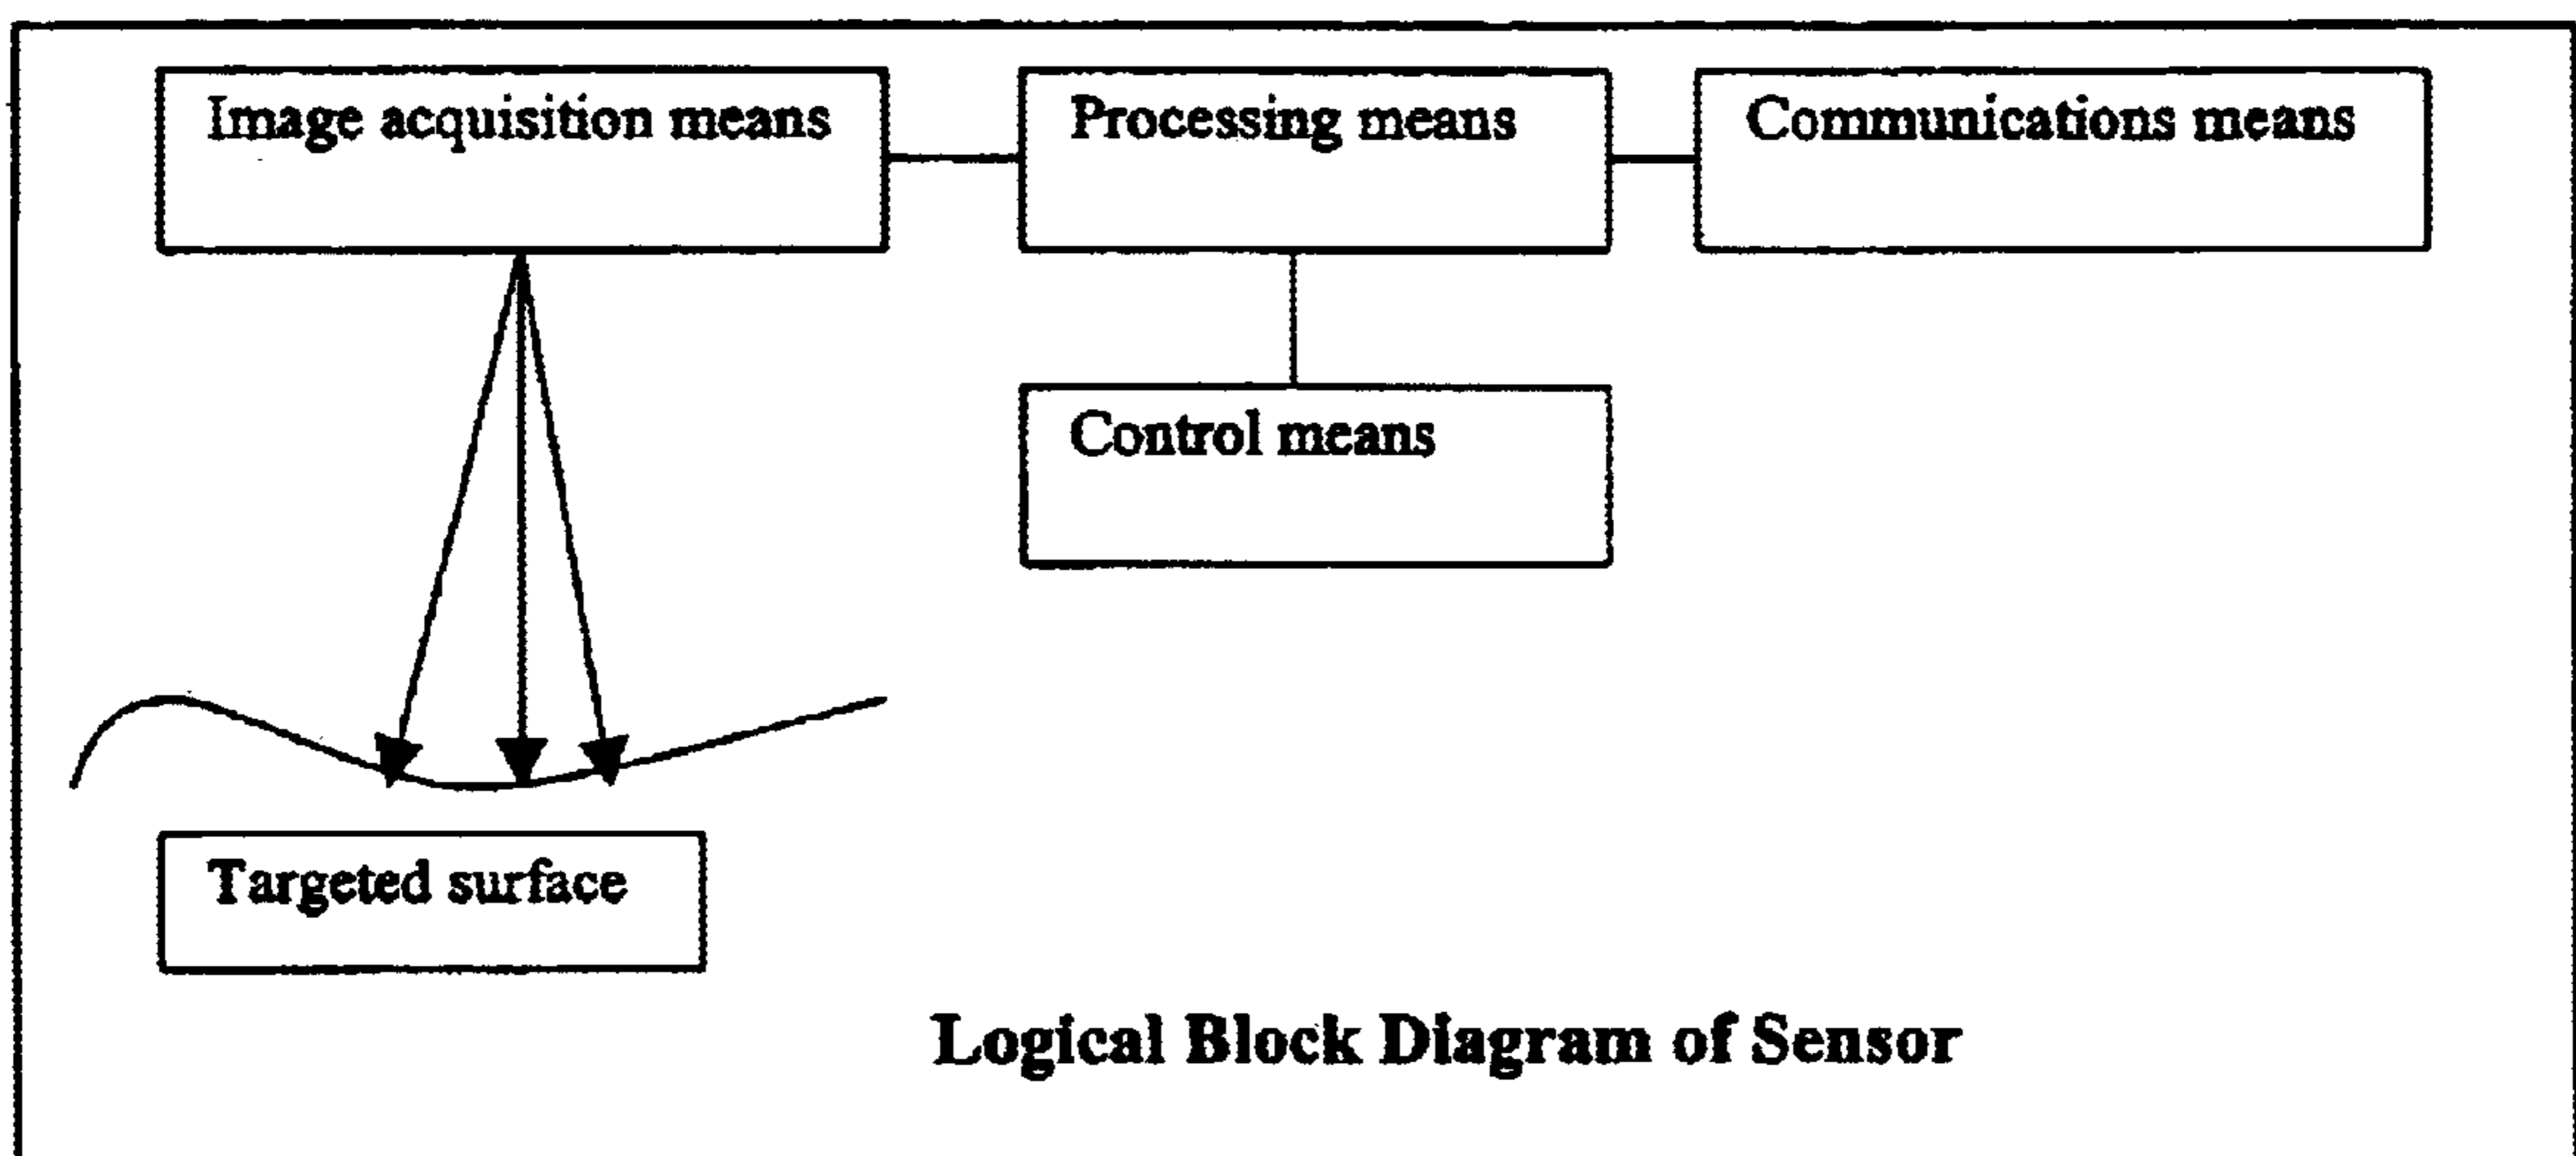 Image acquisition means
Processing means
Communications means
Control means
Targeted surface
Logical Block Diagram of Sensor